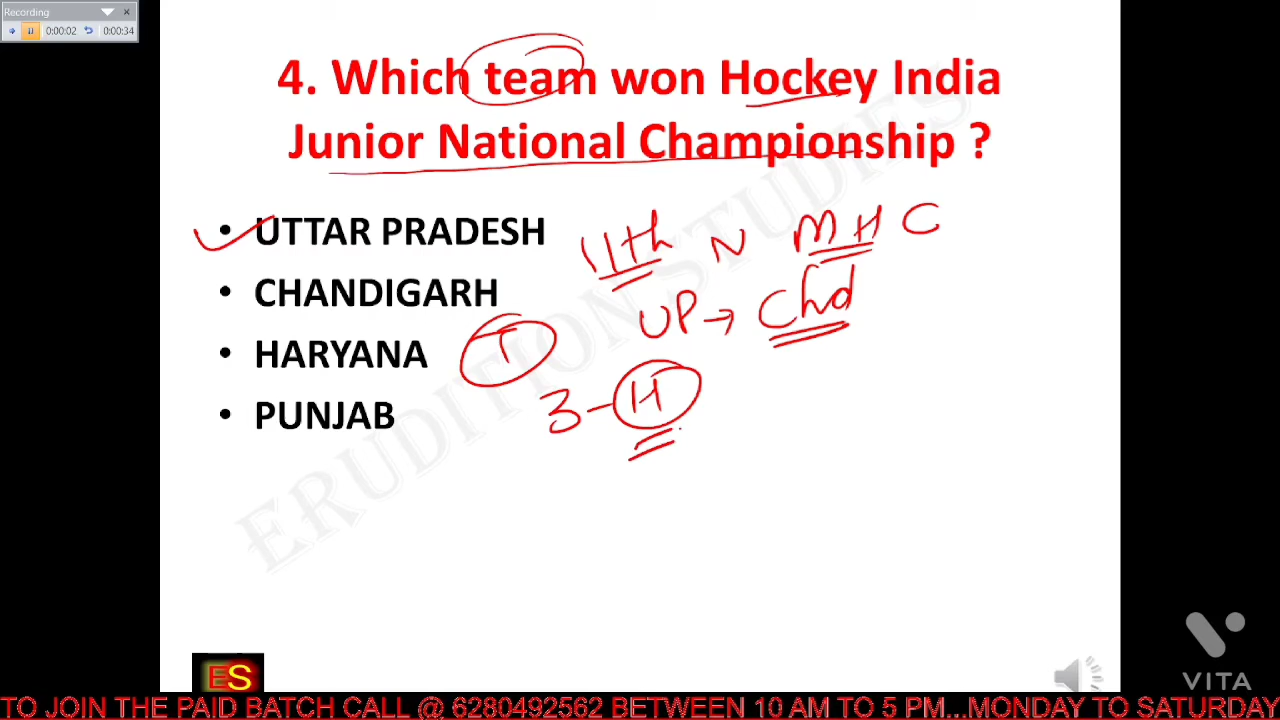 Recording
0:00:02 0:00:34
4. Which team won Hockey India
Junior National Championship ?
• UTTAR PRADESH
• CHANDIGARH
• HARYANA
• PUNJAB
11th N M H C
UP → Chd
T
3 - H
ERUDITION STUDIES
ES
VITA
TO JOIN THE PAID BATCH CALL @ 6280492562 BETWEEN 10 AM TO 5 PM...MONDAY TO SATURDAY